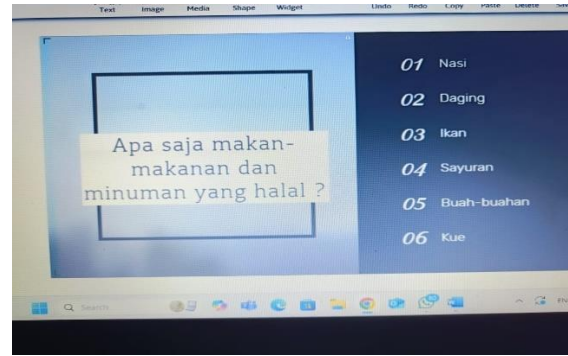 Text Image Media Shape Widget Undo Redo Copy Paste Delete
Apa saja makan-
makanan dan
minuman yang halal ?
01 Nasi
02 Daging
03 Ikan
04 Sayuran
05 Buah-buahan
06 Kue
Search